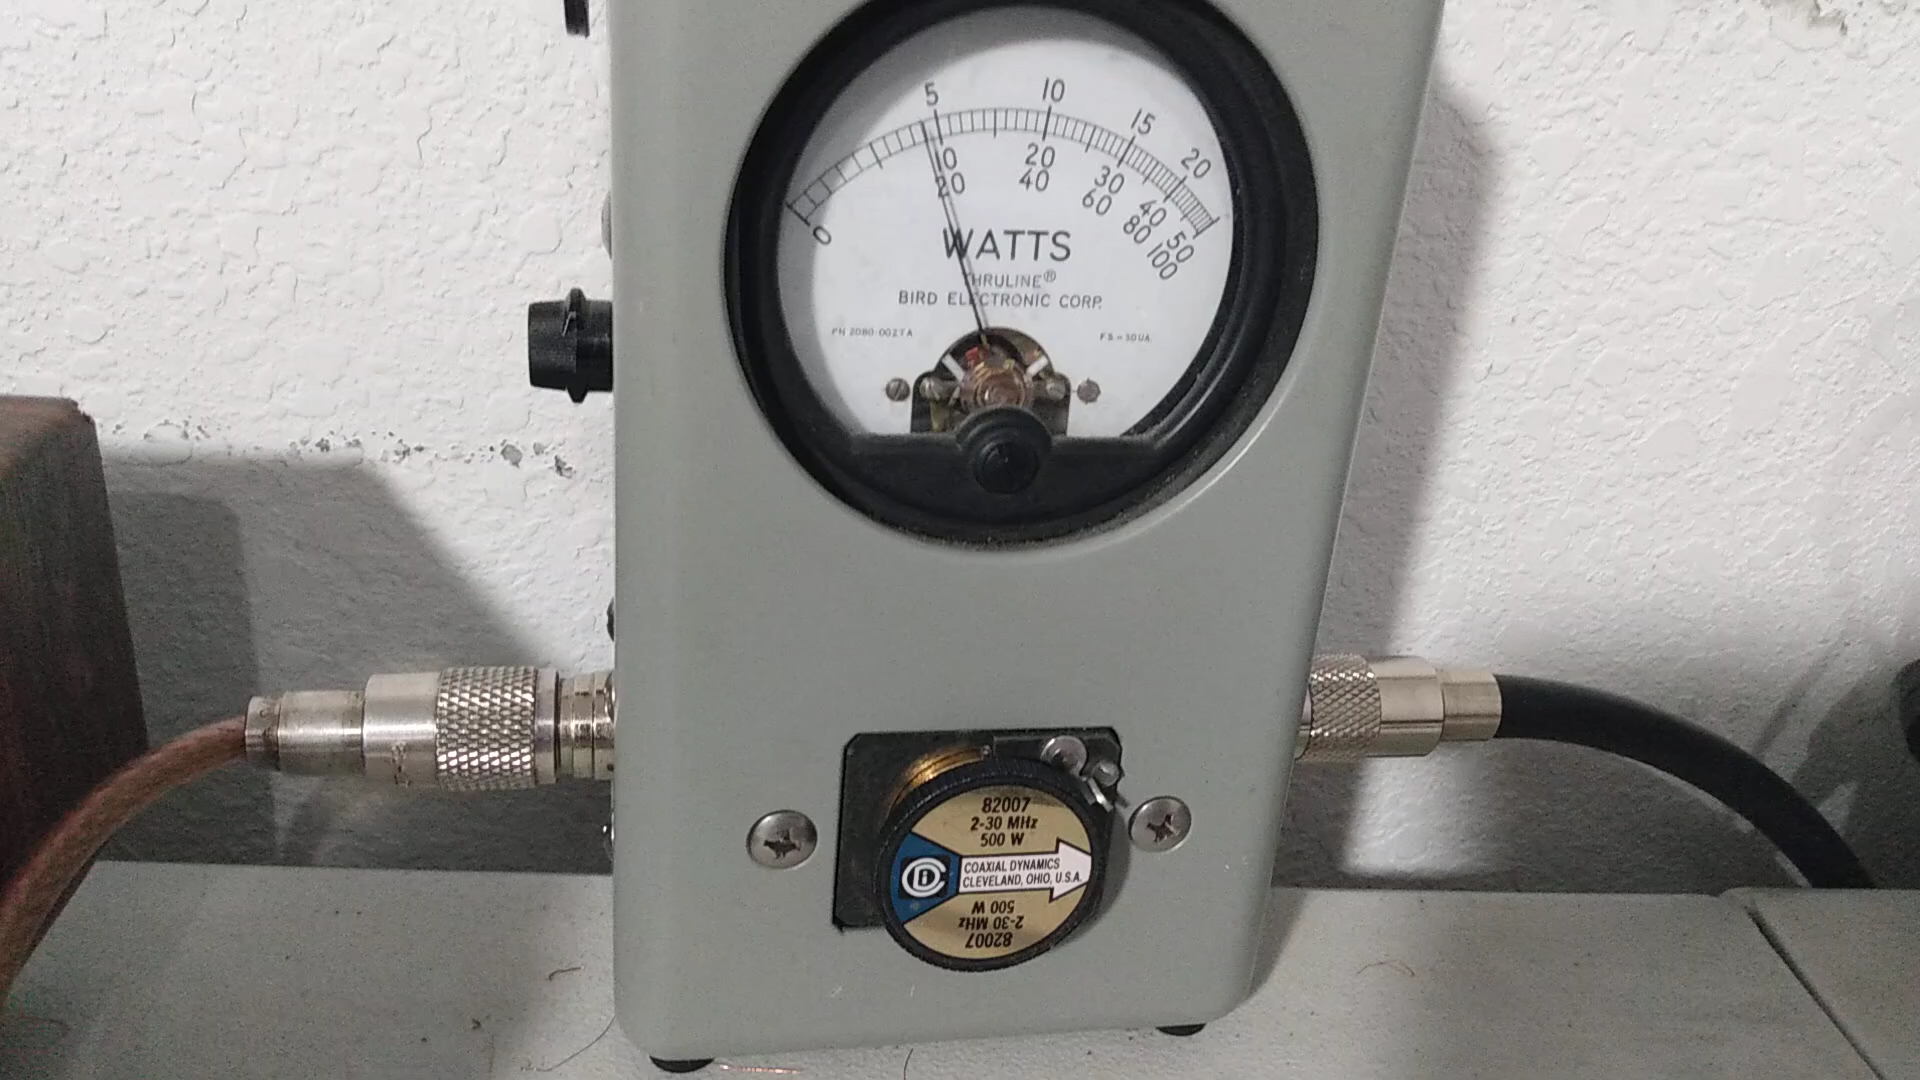 5 10 15 20
10 20 30 40 50
20 40 60 80 100
0
WATTS
THRULINE®
BIRD ELECTRONIC CORP.
PN 2080-002TA FS=30UA
82007
2-30 MHz
500 W
COAXIAL DYNAMICS
CLEVELAND, OHIO, U.S.A.
82007
2-30 MHz
500 W